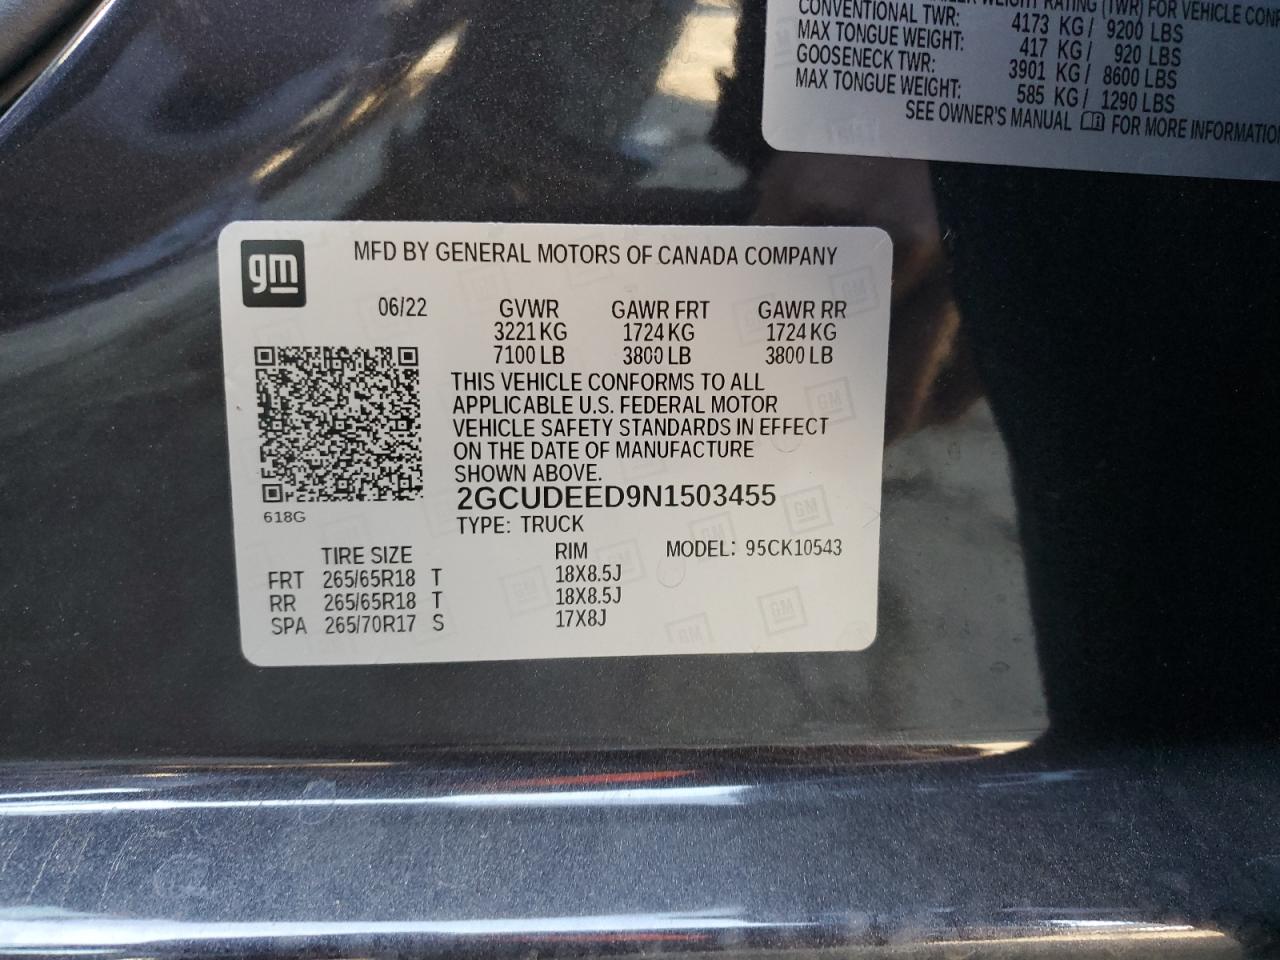 WEIGHT RATING (TWR) FOR VEHICLE
CONVENTIONAL TWR: 4173 KG/ 9200 LBS
MAX TONGUE WEIGHT: 417 KG/ 920 LBS
GOOSENECK TWR: 3901 KG/ 8600 LBS
MAX TONGUE WEIGHT: 585 KG/ 1290 LBS
SEE OWNER'S MANUAL FOR MORE INFORMATION
gm
MFD BY GENERAL MOTORS OF CANADA COMPANY
06/22 GVWR GAWR FRT GAWR RR
3221 KG 1724 KG 1724 KG
7100 LB 3800 LB 3800 LB
THIS VEHICLE CONFORMS TO ALL
APPLICABLE U.S. FEDERAL MOTOR
VEHICLE SAFETY STANDARDS IN EFFECT
ON THE DATE OF MANUFACTURE
SHOWN ABOVE.
2GCUDEED9N1503455
618G
TYPE: TRUCK
TIRE SIZE RIM MODEL: 95CK10543
FRT 265/65R18 T 18X8.5J
RR 265/65R18 T 18X8.5J
SPA 265/70R17 S 17X8J